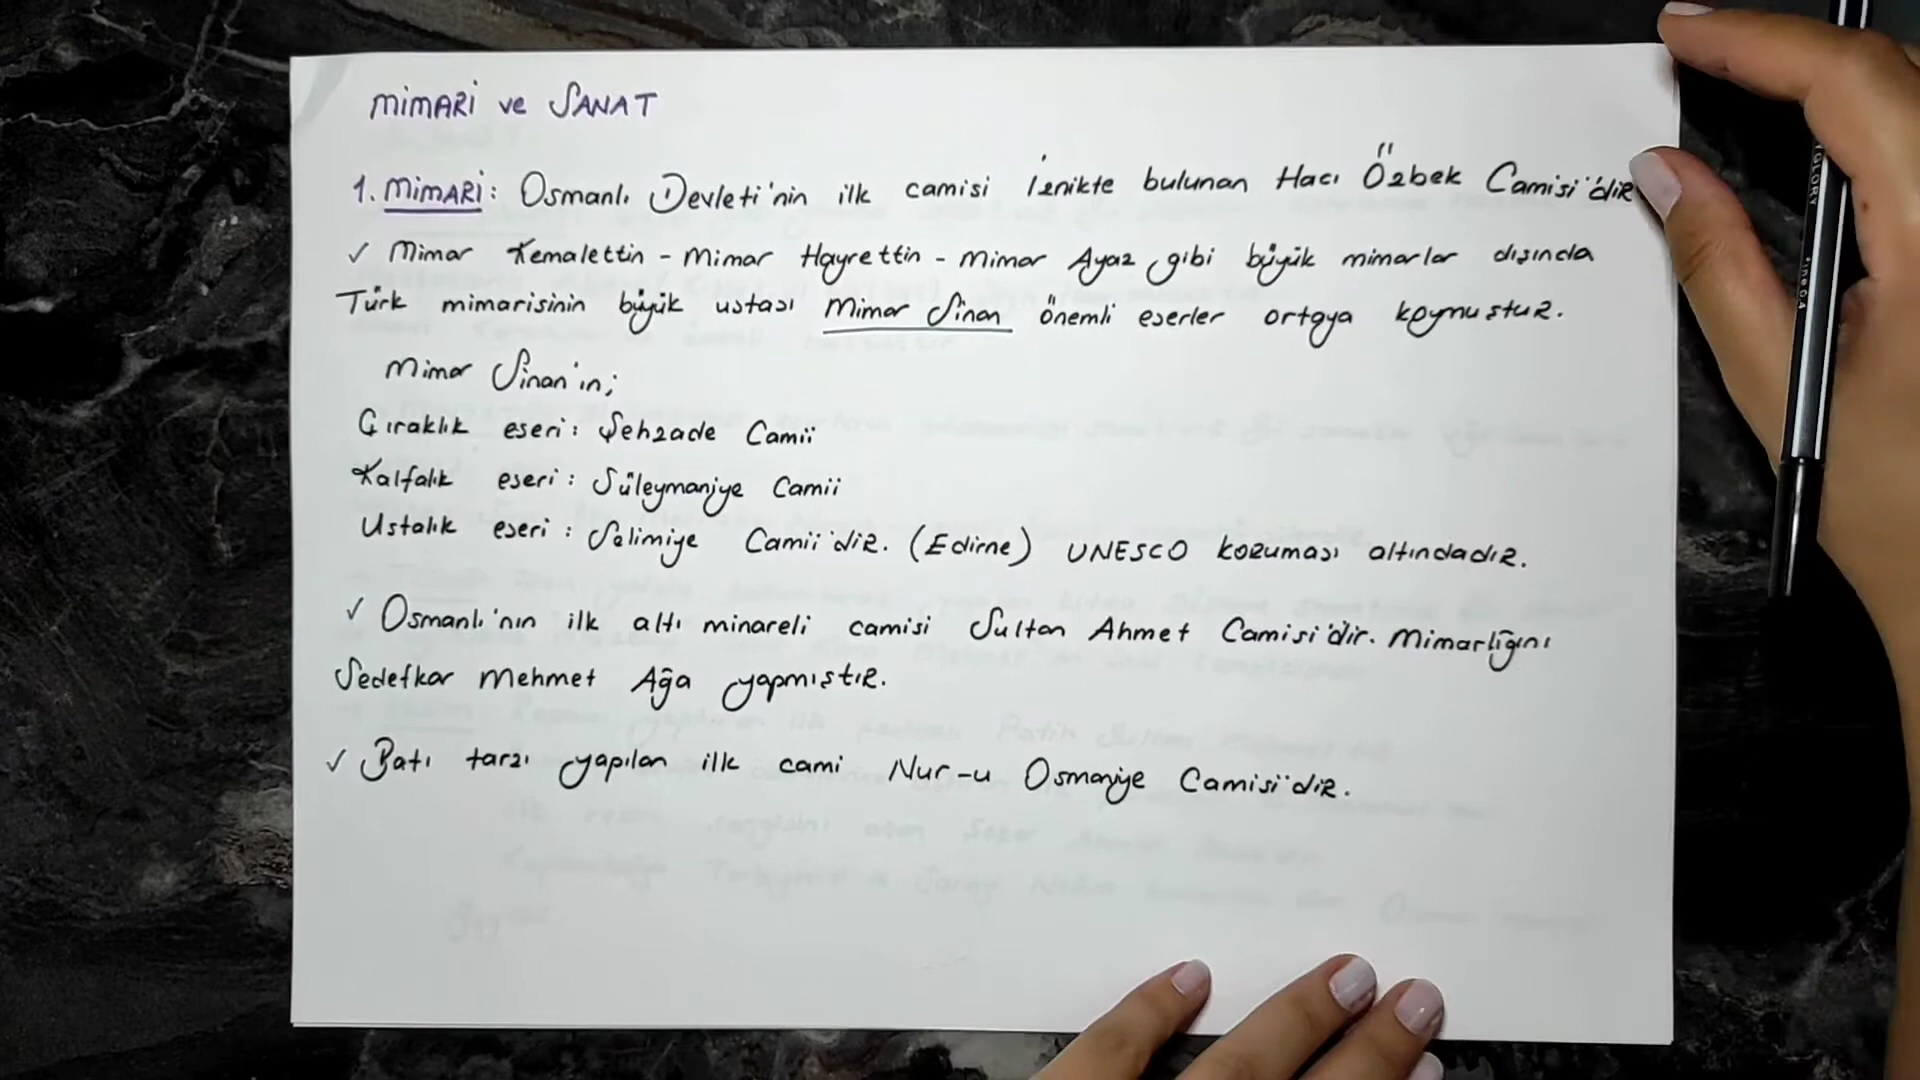 MİMARİ ve SANAT
1. MİMARİ: Osmanlı Devleti'nin ilk camisi İznikte bulunan Hacı Özbek Camisi'dir
✓ Mimar Kemalettin - Mimar Hayrettin - Mimar Ayaz gibi büyük mimarlar dışında
Türk mimarisinin büyük ustası Mimar Sinan önemli eserler ortaya koymuştur.
Mimar Sinan'ın;
Çıraklık eseri: Şehzade Camii
Kalfalık eseri: Süleymaniye Camii
Ustalık eseri: Selimiye Camii'dir. (Edirne) UNESCO koruması altındadır.
✓ Osmanlı'nın ilk altı minareli camisi Sultan Ahmet Camisi'dir. Mimarlığını
Sedefkar Mehmet Ağa yapmıştır.
✓ Batı tarzı yapılan ilk cami Nur-u Osmaniye Camisi'dir.